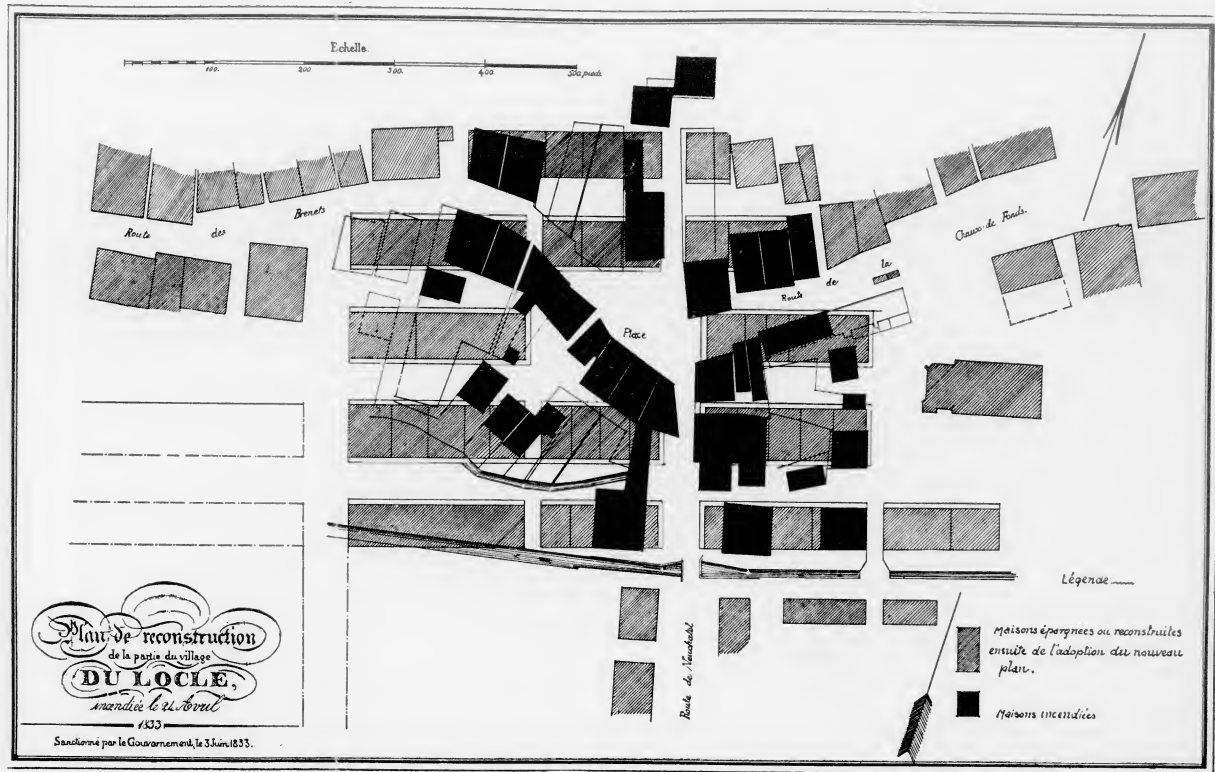 Echelle.
100. 200 300. 400. 500 pieds
Route des Brenets
Chaux-de-Fonds.
Route de la
Place
Légende
Plan de reconstruction
de la partie du village
DU LOCLE,
incendiée le 24 Avril
1833
Sanctionné par le Gouvernement, le 3 Juin 1833.
Route de Neuchatel
Maisons épargnees ou reconstruites
ensuite de l'adoption du nouveau
plan.
Maisons incendiées